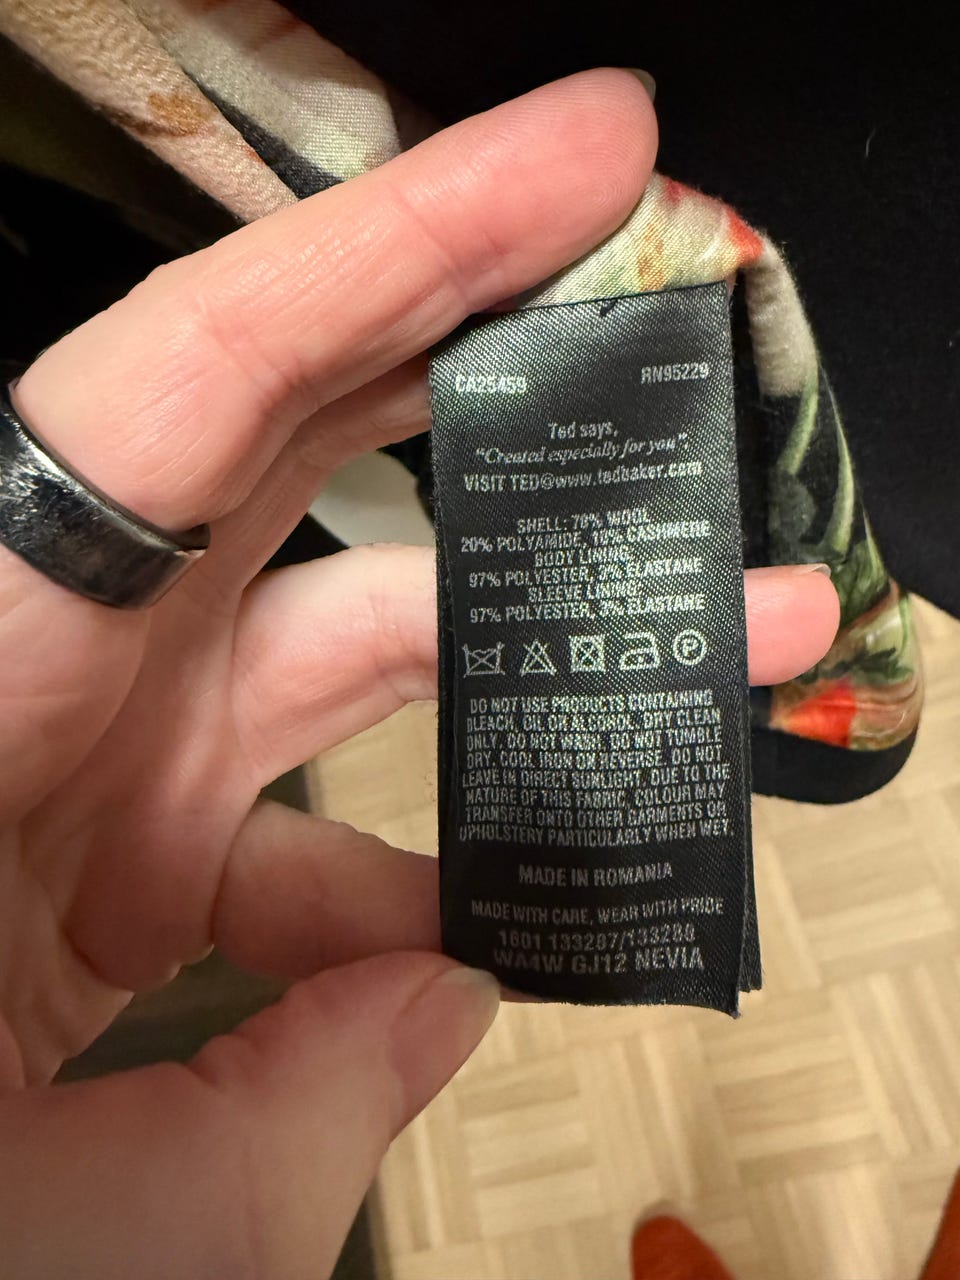 CA25459 RN95229
Ted says,
"Created especially for you"
VISIT TED@www.tedbaker.com
SHELL: 70% WOOL
20% POLYAMIDE, 10% CASHMERE
BODY LINING:
97% POLYESTER, 3% ELASTANE
SLEEVE LINING:
97% POLYESTER, 3% ELASTANE
P
DO NOT USE PRODUCTS CONTAINING
BLEACH, OIL OR ALCOHOL. DRY CLEAN
ONLY. DO NOT WASH. DO NOT TUMBLE
DRY. COOL IRON ON REVERSE. DO NOT
LEAVE IN DIRECT SUNLIGHT. DUE TO THE
NATURE OF THIS FABRIC, COLOUR MAY
TRANSFER ONTO OTHER GARMENTS OR
UPHOLSTERY PARTICULARLY WHEN WET.
MADE IN ROMANIA
MADE WITH CARE, WEAR WITH PRIDE
1601 133287/133288
WA4W GJ12 NEVIA